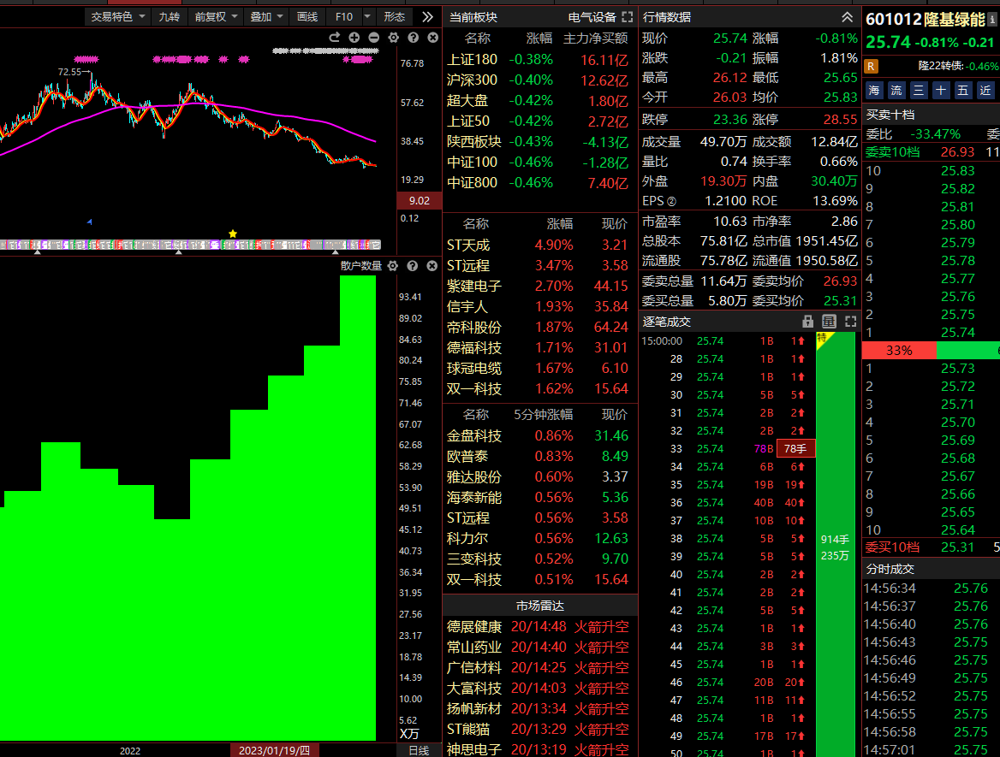 交易特色 九转 前复权 叠加 画线 F10 形态
72.55→
76.78
57.62
38.45
19.29
9.02
0.12
散户数量
93.41
89.02
84.63
80.24
75.85
71.46
67.07
62.68
58.29
53.90
49.51
45.12
40.73
36.34
31.95
27.56
23.17
18.78
14.39
10.00
5.62
X万
2022 2023/01/19/四 日线
当前板块 电气设备
名称 涨幅 主力净买额
上证180 -0.38% 16.11亿
沪深300 -0.40% 12.62亿
超大盘 -0.42% 1.80亿
上证50 -0.42% 2.72亿
陕西板块 -0.43% -4.13亿
中证100 -0.46% -1.28亿
中证800 -0.46% 7.40亿
名称 涨幅 现价
ST天成 4.90% 3.21
ST远程 3.47% 3.58
紫建电子 2.70% 44.15
信宇人 1.93% 35.84
帝科股份 1.87% 64.24
德福科技 1.71% 31.01
球冠电缆 1.67% 6.10
双一科技 1.62% 15.64
名称 5分钟涨幅 现价
金盘科技 0.86% 31.46
欧普泰 0.83% 8.49
雅达股份 0.60% 3.37
海泰新能 0.56% 5.36
ST远程 0.56% 3.58
科力尔 0.56% 12.63
三变科技 0.52% 9.70
双一科技 0.51% 15.64
市场雷达
德展健康 20/14:48 火箭升空
常山药业 20/14:40 火箭升空
广信材料 20/14:25 火箭升空
大富科技 20/14:03 火箭升空
扬帆新材 20/13:34 火箭升空
ST熊猫 20/13:29 火箭升空
神思电子 20/13:19 火箭升空
行情数据
现价 25.74 涨幅 -0.81%
涨跌 -0.21 振幅 1.81%
最高 26.12 最低 25.65
今开 26.03 均价 25.83
跌停 23.36 涨停 28.55
成交量 49.70万 成交额 12.84亿
量比 0.74 换手率 0.66%
外盘 19.30万 内盘 30.40万
EPS② 1.2100 ROE 13.69%
市盈率 10.63 市净率 2.86
总股本 75.81亿 总市值 1951.45亿
流通股 75.78亿 流通值 1950.58亿
委卖总量 11.64万 委卖均价 26.93
委买总量 5.80万 委买均价 25.31
逐笔成交
15:00:00 25.74 1B 1⬆
28 25.74 1B 1⬆
29 25.74 1B 1⬆
30 25.74 5B 5⬆
31 25.74 2B 2⬆
32 25.74 2B 2⬆
33 25.74 78B 78手
34 25.74 6B 6⬆
35 25.74 19B 19⬆
36 25.74 40B 40⬆
37 25.74 10B 10⬆
38 25.74 5B 5⬆
39 25.74 5B 5⬆
40 25.74 2B 2⬆
41 25.74 2B 2⬆
42 25.74 5B 5⬆
43 25.74 1B 1⬆
44 25.74 3B 3⬆
45 25.74 1B 1⬆
46 25.74 20B 20⬆
47 25.74 11B 11⬆
48 25.74 1B 1⬆
49 25.74 17B 17⬆
50 25.74 1B 1⬆
特
914手
235万
601012隆基绿能
25.74 -0.81% -0.21
R 隆22转债:-0.46%
海 流 三 十 五 近
买卖十档
委比 -33.47% 委
委卖10档 26.93 11
10 25.83
9 25.82
8 25.81
7 25.80
6 25.79
5 25.78
4 25.77
3 25.76
2 25.75
1 25.74
33%
1 25.73
2 25.72
3 25.71
4 25.70
5 25.69
6 25.68
7 25.67
8 25.66
9 25.65
10 25.64
委买10档 25.31 5
分时成交
14:56:34 25.76
14:56:37 25.76
14:56:40 25.76
14:56:43 25.75
14:56:46 25.75
14:56:49 25.75
14:56:52 25.75
14:56:55 25.75
14:56:58 25.75
14:57:01 25.75